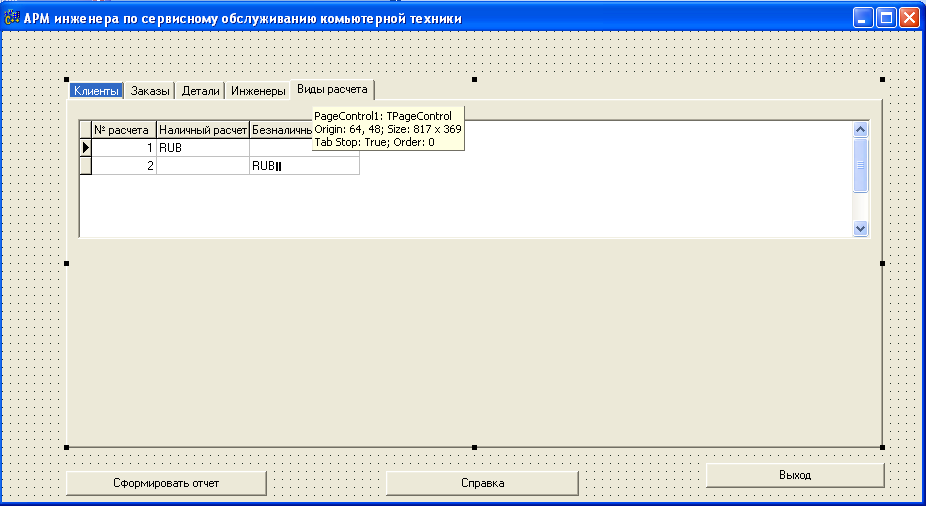 АРМ инженера по сервисному обслуживанию комьютерной техники
Клиенты Заказы Детали Инженеры Виды расчета
PageControl1: TPageControl
Origin: 64, 48; Size: 817 x 369
Tab Stop: True; Order: 0
№ расчета Наличный расчет Безналичн
1 RUB
2 RUB
Сформировать отчет Справка Выход